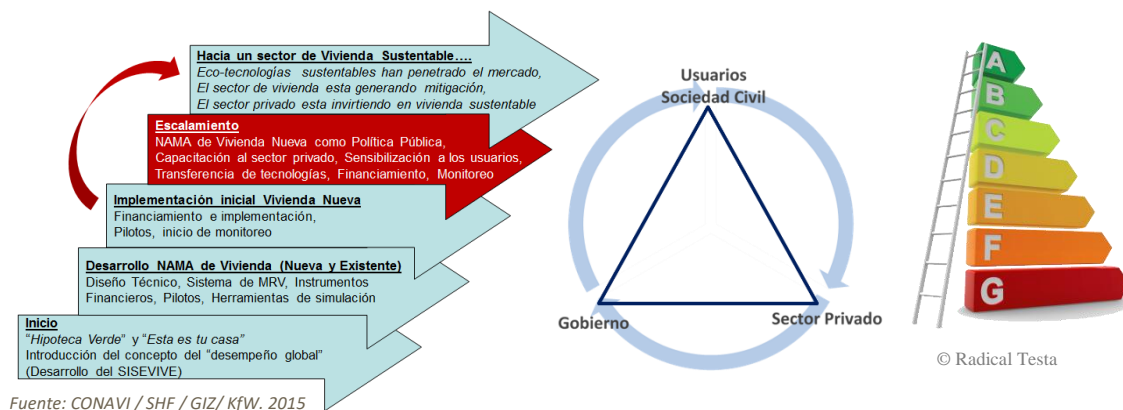 Hacia un sector de Vivienda Sustentable....
Eco-tecnologías sustentables han penetrado el mercado,
El sector de vivienda esta generando mitigación,
El sector privado esta invirtiendo en vivienda sustentable
Escalamiento
NAMA de Vivienda Nueva como Política Pública,
Capacitación al sector privado, Sensibilización a los usuarios,
Transferencia de tecnologías, Financiamiento, Monitoreo
Implementación inicial Vivienda Nueva
Financiamiento e implementación,
Pilotos, inicio de monitoreo
Desarrollo NAMA de Vivienda (Nueva y Existente)
Diseño Técnico, Sistema de MRV, Instrumentos
Financieros, Pilotos, Herramientas de simulación
Inicio
“Hipoteca Verde” y “Esta es tu casa”
Introducción del concepto del “desempeño global”
(Desarrollo del SISEVIVE)
Fuente: CONAVI / SHF / GIZ/ KfW. 2015
Usuarios
Sociedad Civil
Gobierno
Sector Privado
A
B
C
D
E
F
G
© Radical Testa